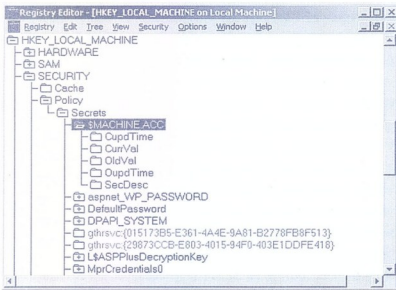 Registry Editor - [HKEY_LOCAL_MACHINE on Local Machine]
Registry Edit Tree View Security Options Window Help
HKEY_LOCAL_MACHINE
HARDWARE
SAM
SECURITY
Cache
Policy
Secrets
$MACHINE.ACC
CupdTime
CurrVal
OldVal
OupdTime
SecDesc
aspnet_WP_PASSWORD
DefaultPassword
DPAPI_SYSTEM
gthrsvc:{015173B5-E361-4A4E-9A81-B2778FB8F513}
gthrsvc:{29873CCB-E803-4015-94F0-403E1DDFE418}
L$ASPPlusDecryptionKey
MprCredentials0